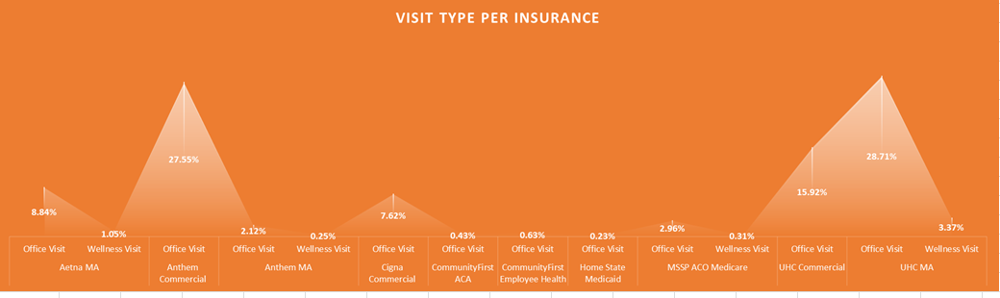 VISIT TYPE PER INSURANCE
8.84%
1.05%
27.55%
2.12%
0.25%
7.62%
0.43%
0.63%
0.23%
2.96%
0.31%
15.92%
28.71%
3.37%
Office Visit Wellness Visit Office Visit Office Visit Wellness Visit Office Visit Office Visit Office Visit Office Visit Office Visit Wellness Visit Office Visit Office Visit Wellness Visit
Aetna MA
Anthem
Commercial
Anthem MA
Cigna
Commercial
CommunityFirst
ACA
CommunityFirst
Employee Health
Home State
Medicaid
MSSP ACO Medicare
UHC Commercial
UHC MA